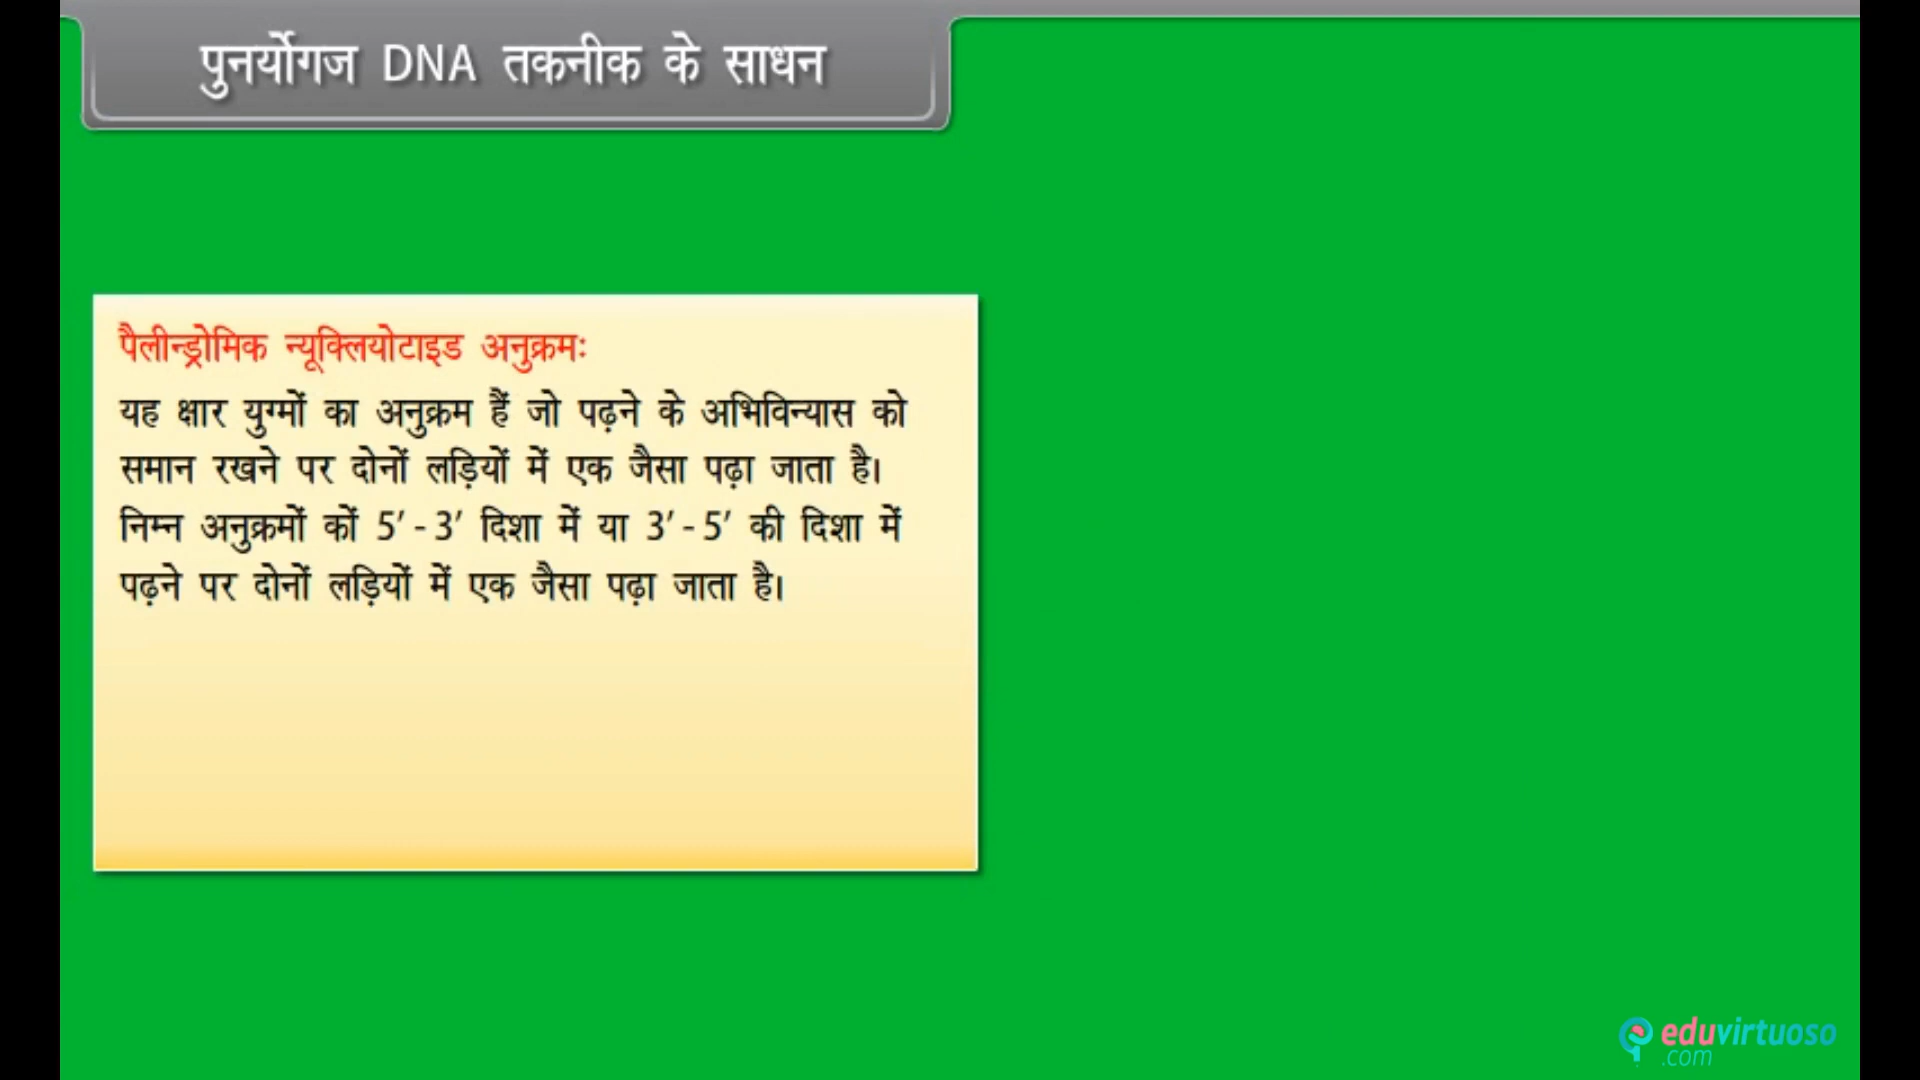 पुनर्योगज DNA तकनीक के साधन
पैलीन्ड्रोमिक न्यूक्लियोटाइड अनुक्रमः
यह क्षार युग्मों का अनुक्रम हैं जो पढ़ने के अभिविन्यास को
समान रखने पर दोनों लड़ियों में एक जैसा पढ़ा जाता है।
निम्न अनुक्रमों कों 5′ - 3′ दिशा में या 3′ - 5′ की दिशा में
पढ़ने पर दोनों लड़ियों में एक जैसा पढ़ा जाता है।
eduvirtuoso
.com